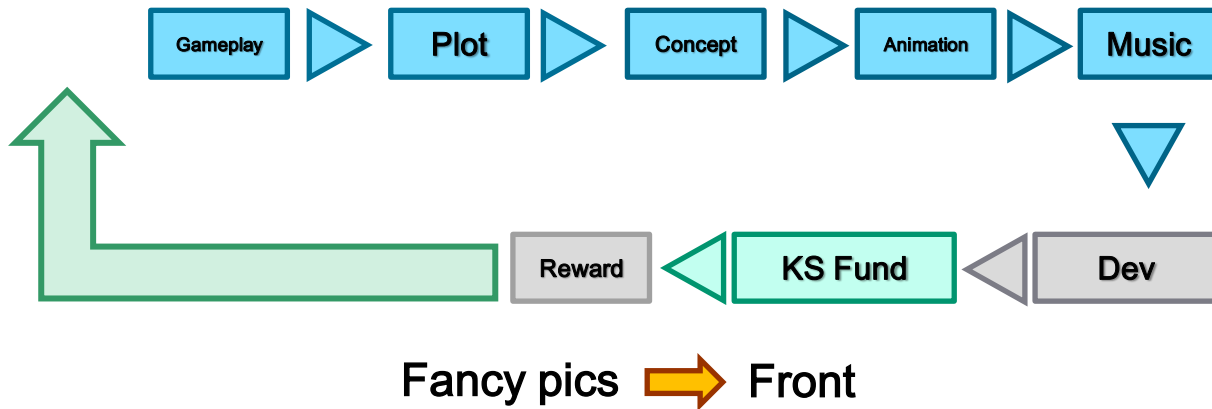 Gameplay Plot Concept Animation Music
Reward KS Fund Dev
Fancy pics Front